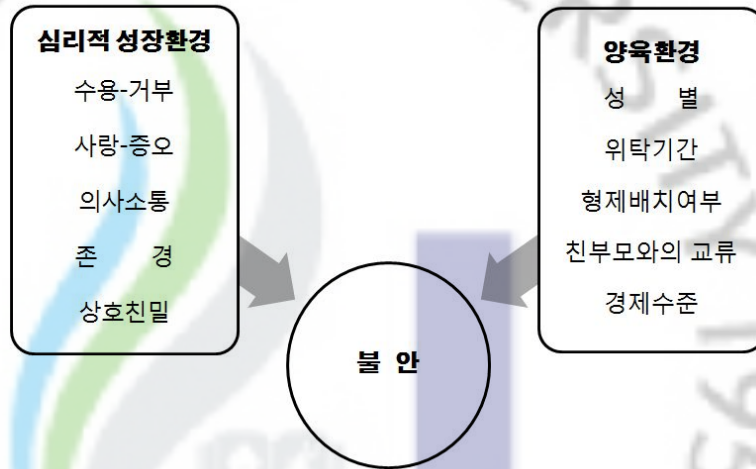 심리적 성장환경
수용-거부
사랑-증오
의사소통
존 경
상호친밀
양육환경
성 별
위탁기간
형제배치여부
친부모와의 교류
경제수준
불 안